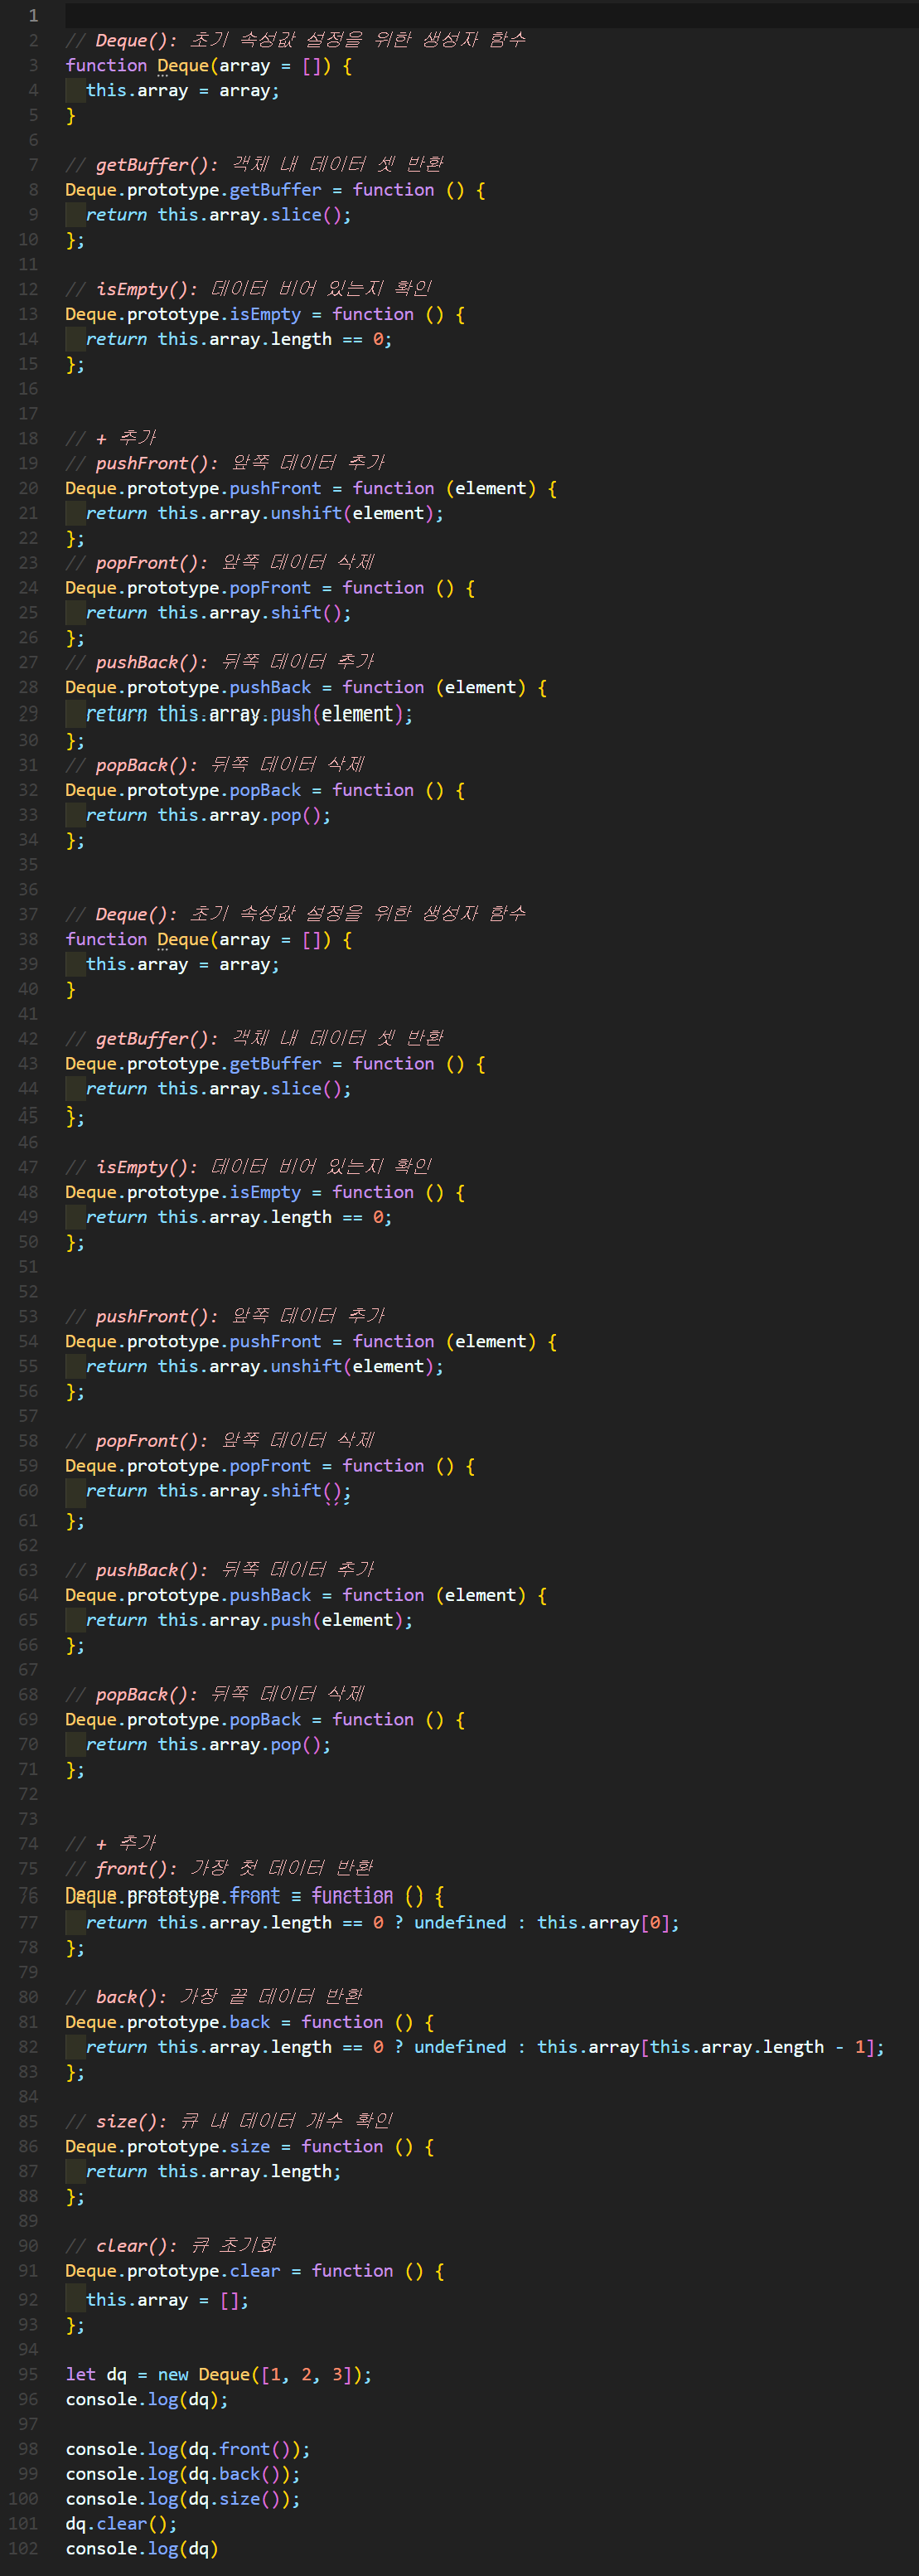 1
2 // Deque(): 초기 속성값 설정을 위한 생성자 함수
3 function Deque(array = []) {
4   this.array = array;
5 }
6
7 // getBuffer(): 객체 내 데이터 셋 반환
8 Deque.prototype.getBuffer = function () {
9   return this.array.slice();
10 };
11
12 // isEmpty(): 데이터 비어 있는지 확인
13 Deque.prototype.isEmpty = function () {
14   return this.array.length == 0;
15 };
16
17
18 // + 추가
19 // pushFront(): 앞쪽 데이터 추가
20 Deque.prototype.pushFront = function (element) {
21   return this.array.unshift(element);
22 };
23 // popFront(): 앞쪽 데이터 삭제
24 Deque.prototype.popFront = function () {
25   return this.array.shift();
26 };
27 // pushBack(): 뒤쪽 데이터 추가
28 Deque.prototype.pushBack = function (element) {
29   return this.array.push(element);
30 };
31 // popBack(): 뒤쪽 데이터 삭제
32 Deque.prototype.popBack = function () {
33   return this.array.pop();
34 };
35
36
37 // Deque(): 초기 속성값 설정을 위한 생성자 함수
38 function Deque(array = []) {
39   this.array = array;
40 }
41
42 // getBuffer(): 객체 내 데이터 셋 반환
43 Deque.prototype.getBuffer = function () {
44   return this.array.slice();
45 };
46
47 // isEmpty(): 데이터 비어 있는지 확인
48 Deque.prototype.isEmpty = function () {
49   return this.array.length == 0;
50 };
51
52
53 // pushFront(): 앞쪽 데이터 추가
54 Deque.prototype.pushFront = function (element) {
55   return this.array.unshift(element);
56 };
57
58 // popFront(): 앞쪽 데이터 삭제
59 Deque.prototype.popFront = function () {
60   return this.array.shift();
61 };
62
63 // pushBack(): 뒤쪽 데이터 추가
64 Deque.prototype.pushBack = function (element) {
65   return this.array.push(element);
66 };
67
68 // popBack(): 뒤쪽 데이터 삭제
69 Deque.prototype.popBack = function () {
70   return this.array.pop();
71 };
72
73
74 // + 추가
75 // front(): 가장 첫 데이터 반환
76 Deque.prototype.front = function () {
77   return this.array.length == 0 ? undefined : this.array[0];
78 };
79
80 // back(): 가장 끝 데이터 반환
81 Deque.prototype.back = function () {
82   return this.array.length == 0 ? undefined : this.array[this.array.length - 1];
83 };
84
85 // size(): 큐 내 데이터 개수 확인
86 Deque.prototype.size = function () {
87   return this.array.length;
88 };
89
90 // clear(): 큐 초기화
91 Deque.prototype.clear = function () {
92   this.array = [];
93 };
94
95 let dq = new Deque([1, 2, 3]);
96 console.log(dq);
97
98 console.log(dq.front());
99 console.log(dq.back());
100 console.log(dq.size());
101 dq.clear();
102 console.log(dq)